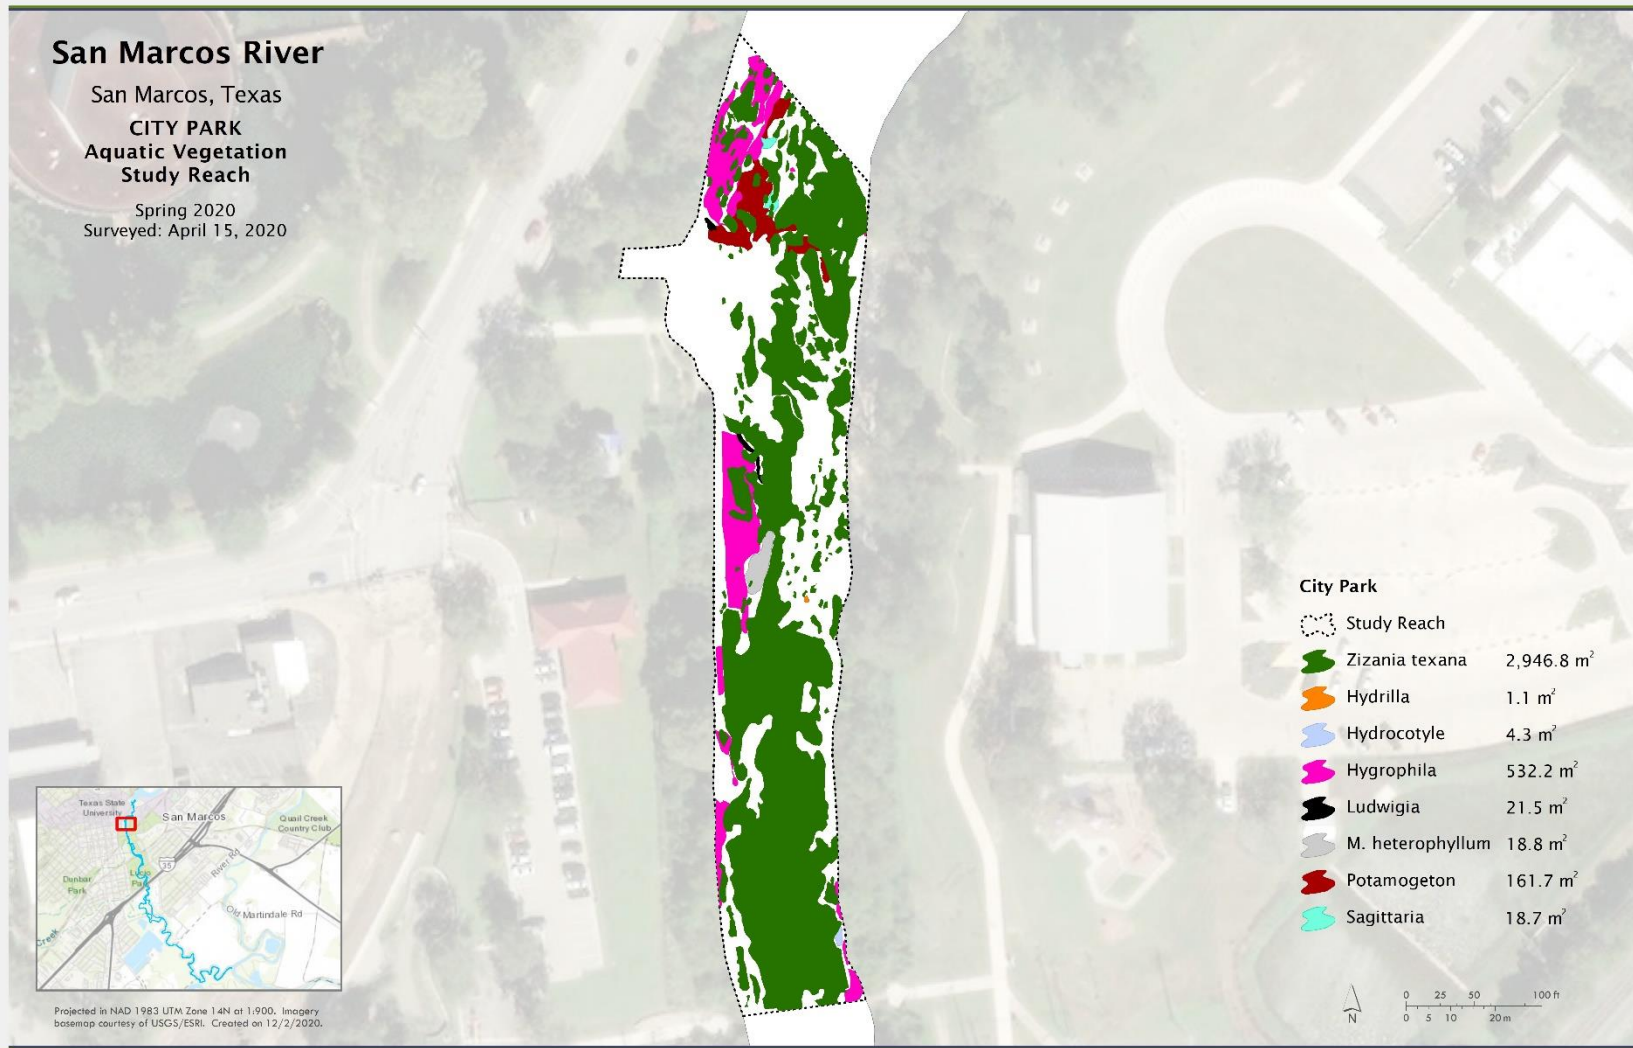 San Marcos River
San Marcos, Texas
CITY PARK
Aquatic Vegetation
Study Reach
Spring 2020
Surveyed: April 15, 2020
City Park
Study Reach
Zizania texana 2,946.8 m²
Hydrilla 1.1 m²
Hydrocotyle 4.3 m²
Hygrophila 532.2 m²
Ludwigia 21.5 m²
M. heterophyllum 18.8 m²
Potamogeton 161.7 m²
Sagittaria 18.7 m²
Texas State
University
San Marcos
Quail Creek
Country Club
River Rd
35
Dunbar
Park
Old Martindale Rd
Creek
Projected in NAD 1983 UTM Zone 14N at 1:900. Imagery
basemap courtesy of USGS/ESRI. Created on 12/2/2020.
N
0 25 50 100 ft
0 5 10 20 m